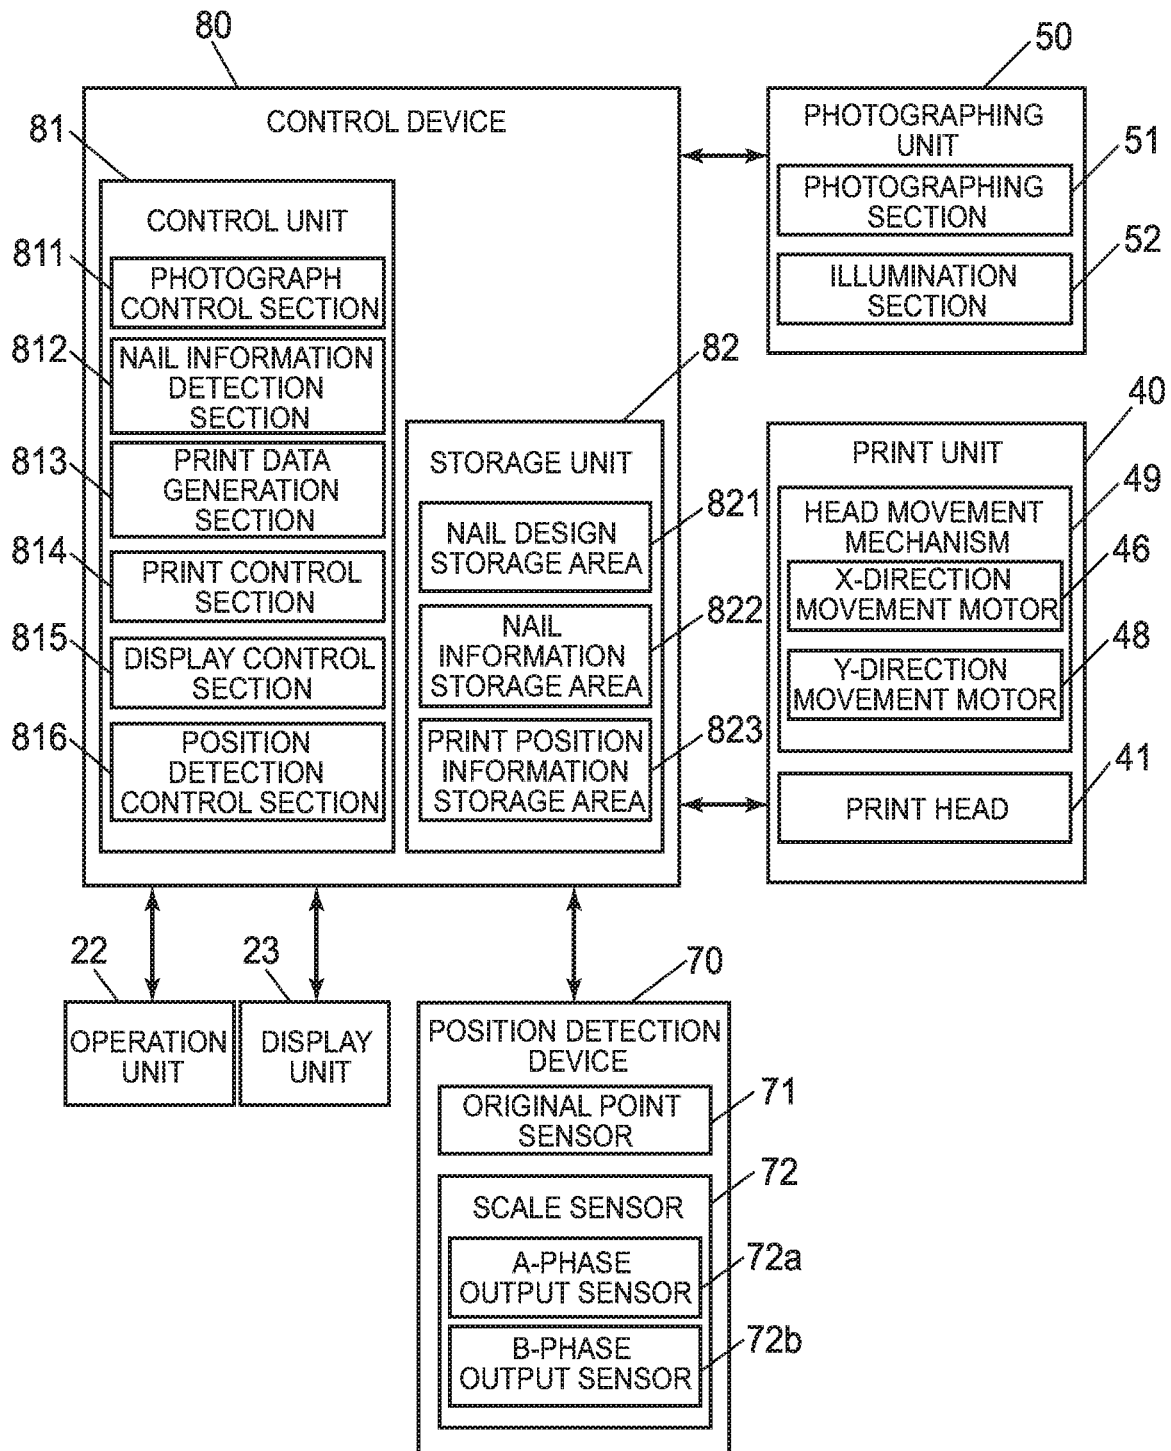 80
CONTROL DEVICE
81
CONTROL UNIT
811
PHOTOGRAPH
CONTROL SECTION
812
NAIL INFORMATION
DETECTION
SECTION
813
PRINT DATA
GENERATION
SECTION
814
PRINT CONTROL
SECTION
815
DISPLAY CONTROL
SECTION
816
POSITION
DETECTION
CONTROL SECTION
82
STORAGE UNIT
821
NAIL DESIGN
STORAGE AREA
822
NAIL
INFORMATION
STORAGE AREA
823
PRINT POSITION
INFORMATION
STORAGE AREA
50
PHOTOGRAPHING
UNIT
51
PHOTOGRAPHING
SECTION
52
ILLUMINATION
SECTION
40
PRINT UNIT
49
HEAD MOVEMENT
MECHANISM
46
X-DIRECTION
MOVEMENT MOTOR
48
Y-DIRECTION
MOVEMENT MOTOR
41
PRINT HEAD
22
OPERATION
UNIT
23
DISPLAY
UNIT
70
POSITION DETECTION
DEVICE
71
ORIGINAL POINT
SENSOR
72
SCALE SENSOR
72a
A-PHASE
OUTPUT SENSOR
72b
B-PHASE
OUTPUT SENSOR